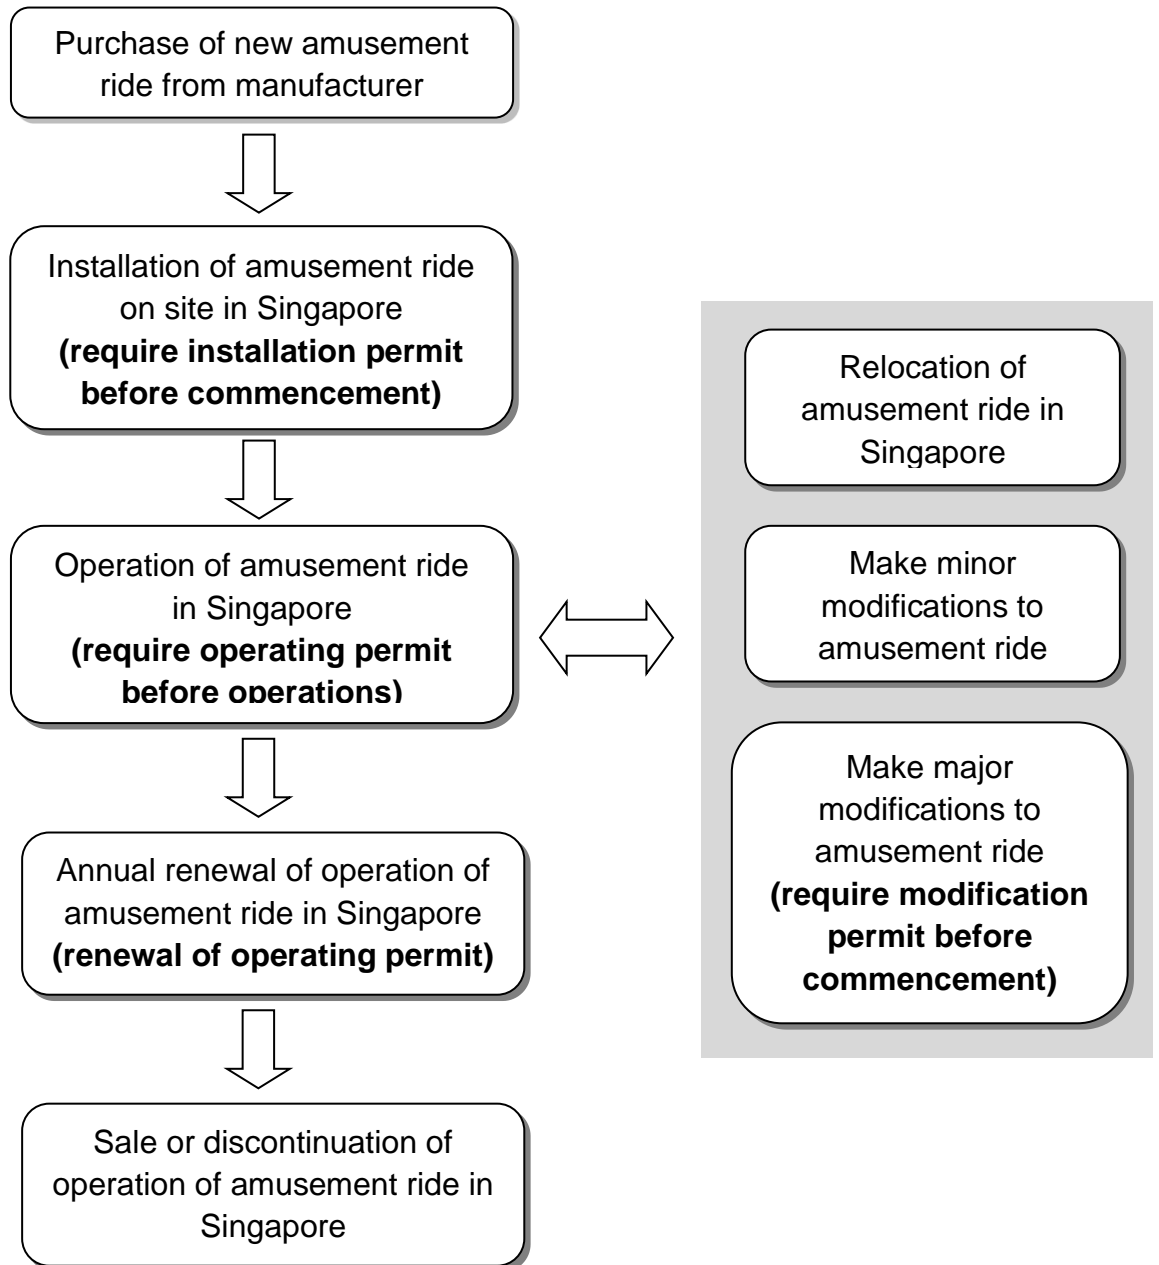 Purchase of new amusement
ride from manufacturer
Installation of amusement ride
on site in Singapore
(require installation permit
before commencement)
Operation of amusement ride
in Singapore
(require operating permit
before operations)
Annual renewal of operation of
amusement ride in Singapore
(renewal of operating permit)
Sale or discontinuation of
operation of amusement ride in
Singapore
Relocation of
amusement ride in
Singapore
Make minor
modifications to
amusement ride
Make major
modifications to
amusement ride
(require modification
permit before
commencement)